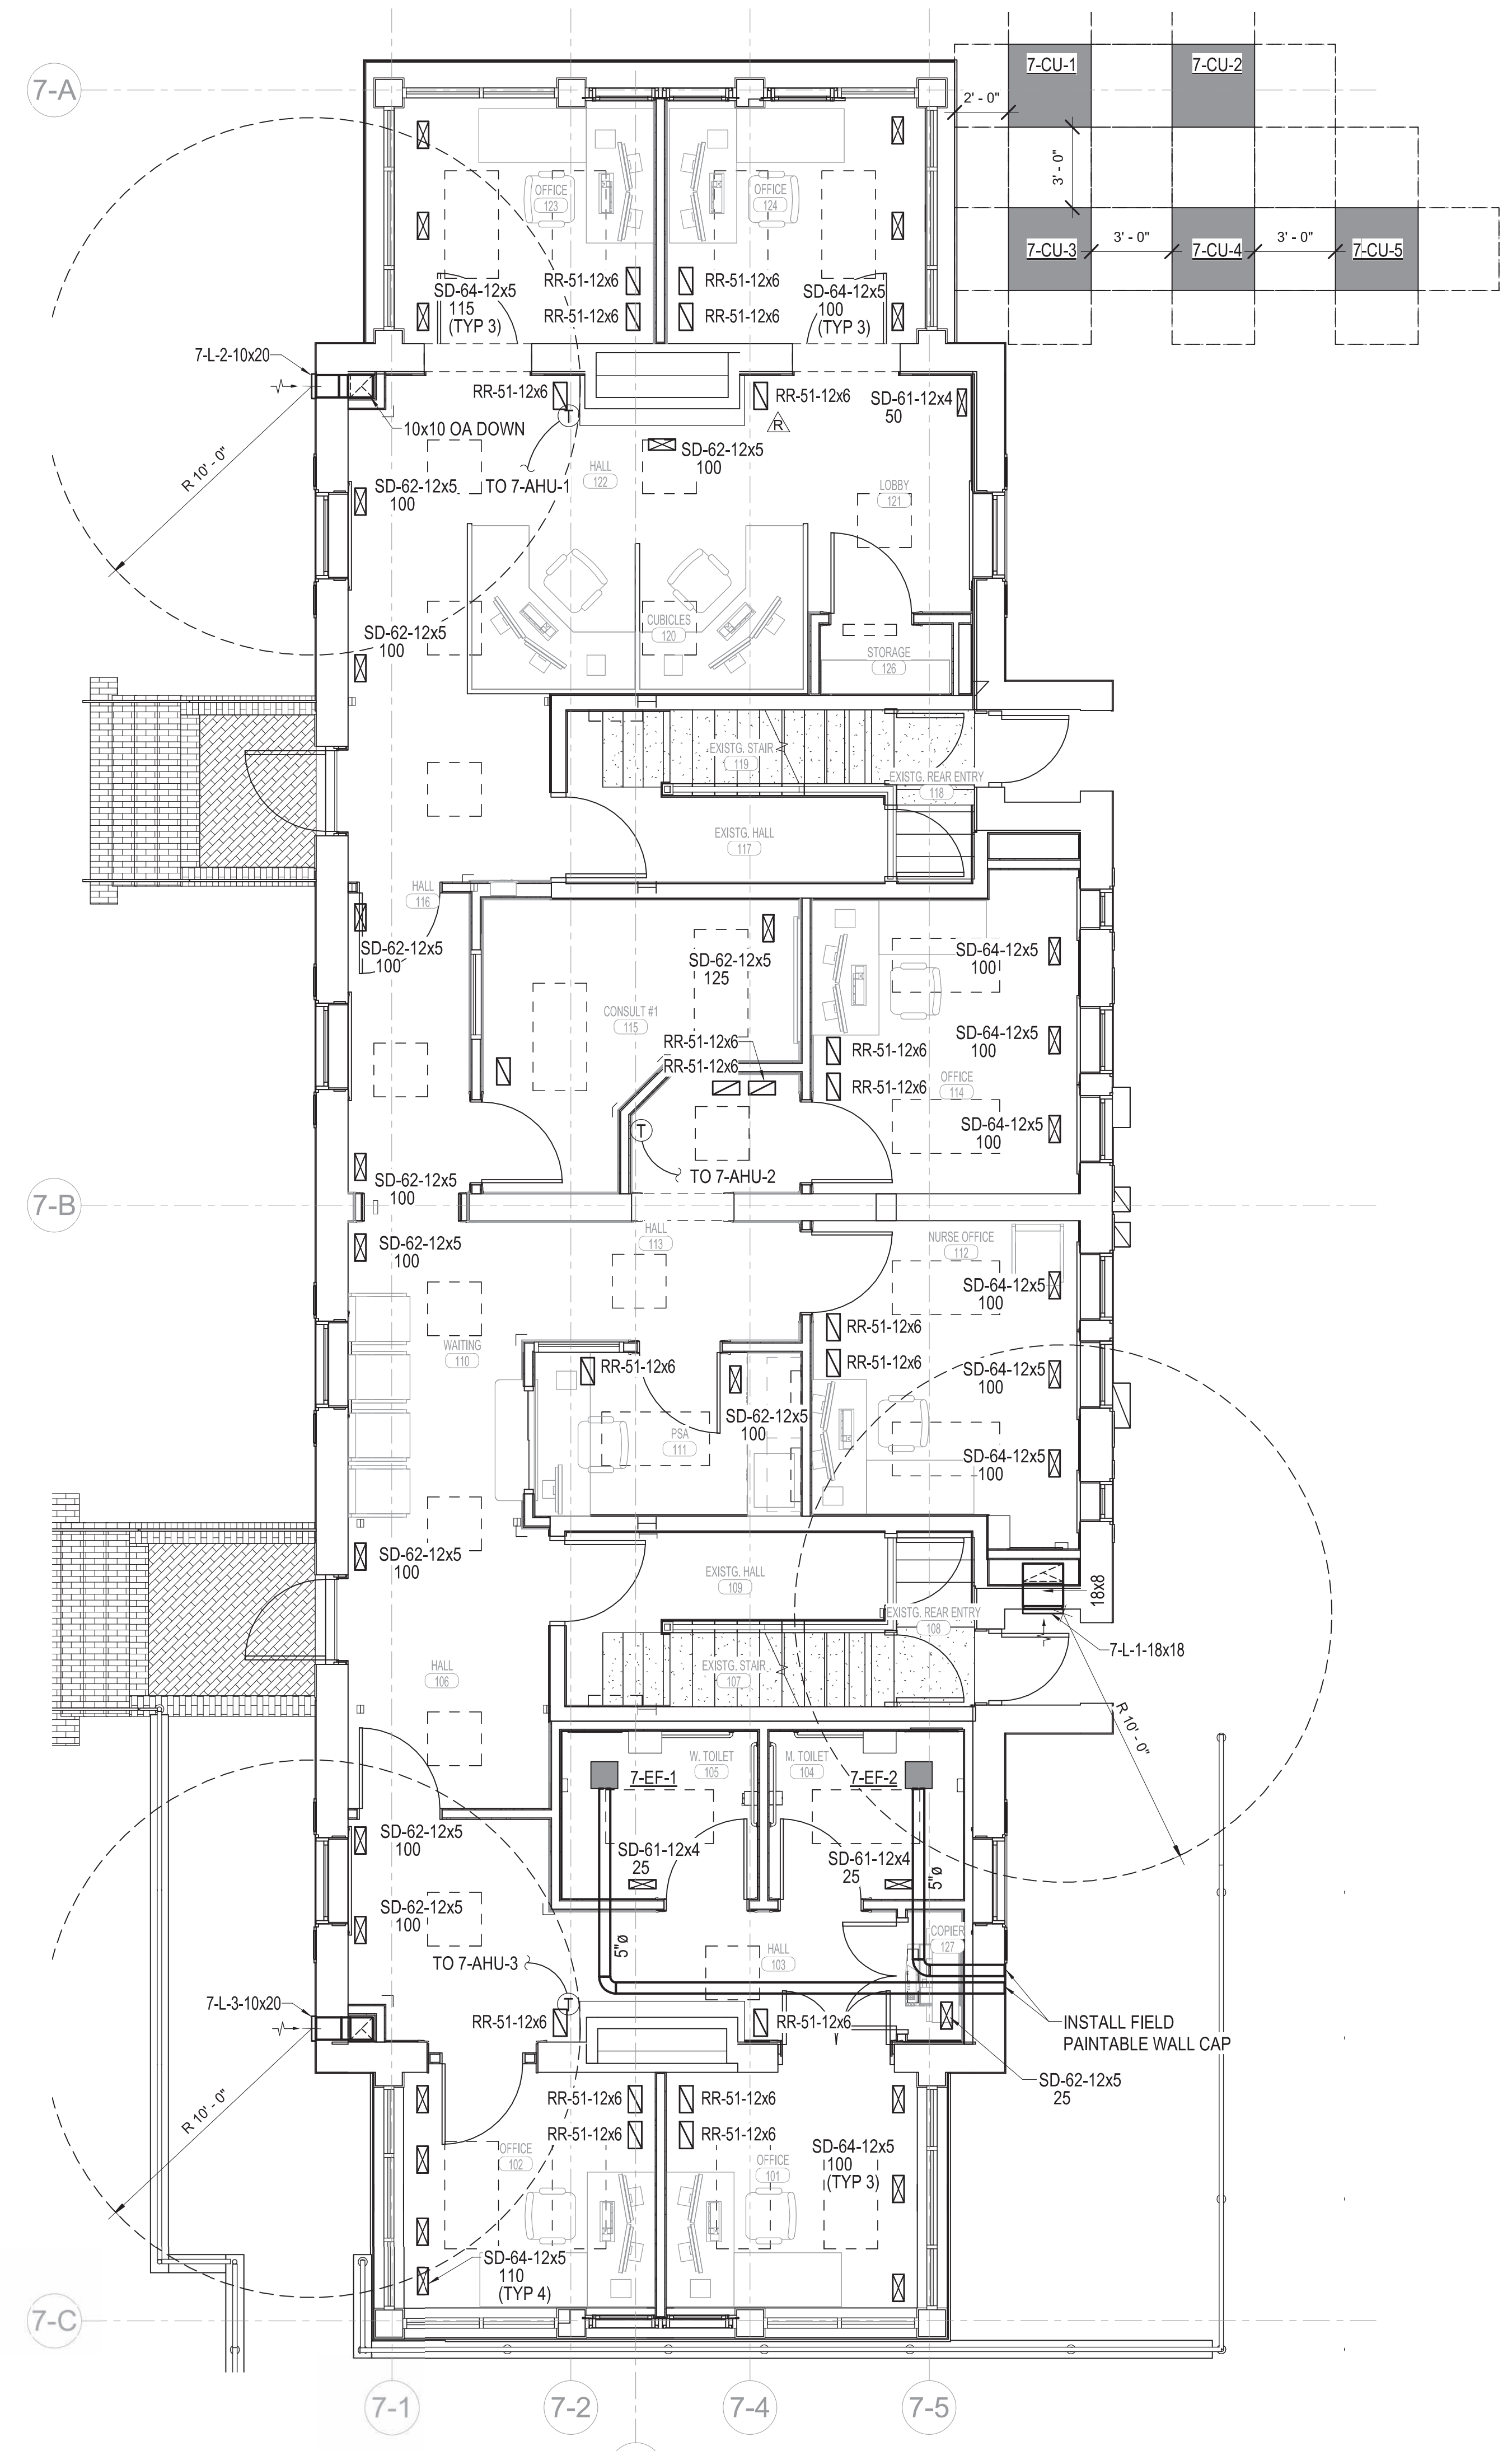 7-A
7-CU-1
7-CU-2
2' - 0"
3' - 0"
7-CU-3
3' - 0"
7-CU-4
3' - 0"
7-CU-5
OFFICE
123
OFFICE
124
RR-51-12x6
RR-51-12x6
SD-64-12x5
115
(TYP 3)
RR-51-12x6
RR-51-12x6
SD-64-12x5
100
(TYP 3)
7-L-2-10x20
RR-51-12x6
T
RR-51-12x6
R
SD-61-12x4
50
10x10 OA DOWN
R 10' - 0"
SD-62-12x5
100
HALL
122
TO 7-AHU-1
SD-62-12x5
100
LOBBY
121
SD-62-12x5
100
CUBICLES
120
STORAGE
126
EXISTG. STAIR
119
EXISTG. REAR ENTRY
118
EXISTG. HALL
117
HALL
116
SD-62-12x5
100
SD-62-12x5
125
SD-64-12x5
100
CONSULT #1
115
RR-51-12x6
RR-51-12x6
SD-64-12x5
100
RR-51-12x6
RR-51-12x6
OFFICE
114
SD-64-12x5
100
T
TO 7-AHU-2
SD-62-12x5
100
7-B
SD-62-12x5
100
HALL
113
NURSE OFFICE
112
SD-64-12x5
100
RR-51-12x6
RR-51-12x6
WAITING
110
RR-51-12x6
SD-64-12x5
100
SD-62-12x5
100
PSA
111
SD-64-12x5
100
SD-62-12x5
100
EXISTG. HALL
109
EXISTG. REAR ENTRY
108
18x8
7-L-1-18x18
HALL
106
EXISTG. STAIR
107
R 10' - 0"
W. TOILET
105
M. TOILET
104
7-EF-1
7-EF-2
SD-62-12x5
100
SD-61-12x4
25
SD-61-12x4
25
5"ø
SD-62-12x5
100
5"ø
HALL
103
COPIER
127
TO 7-AHU-3
T
7-L-3-10x20
RR-51-12x6
RR-51-12x6
INSTALL FIELD
PAINTABLE WALL CAP
SD-62-12x5
25
R 10' - 0"
RR-51-12x6
RR-51-12x6
RR-51-12x6
RR-51-12x6
OFFICE
102
OFFICE
101
SD-64-12x5
100
(TYP 3)
SD-64-12x5
110
(TYP 4)
7-C
7-1
7-2
7-4
7-5